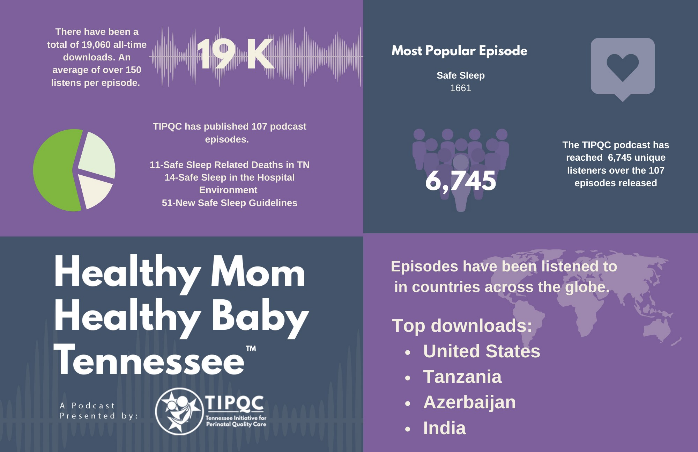 There have been a
total of 19,060 all-time
downloads. An
average of over 150
listens per episode.
19 K
TIPQC has published 107 podcast
episodes.
11-Safe Sleep Related Deaths in TN
14-Safe Sleep in the Hospital
Environment
51-New Safe Sleep Guidelines
Most Popular Episode
Safe Sleep
1661
6,745
The TIPQC podcast has
reached 6,745 unique
listeners over the 107
episodes released
Healthy Mom
Healthy Baby
Tennessee™
A Podcast
Presented by:
TIPQC
Tennessee Initiative for
Perinatal Quality Care
Episodes have been listened to
in countries across the globe.
Top downloads:
• United States
• Tanzania
• Azerbaijan
• India